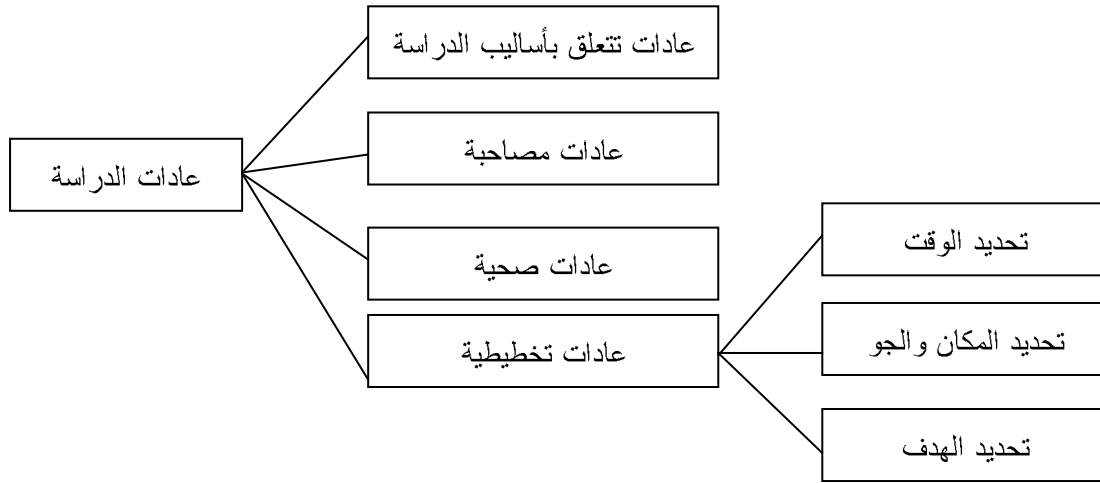 عادات الدراسة
عادات تتعلق بأساليب الدراسة
عادات مصاحبة
عادات صحية
عادات تخطيطية
تحديد الوقت
تحديد المكان والجو
تحديد الهدف